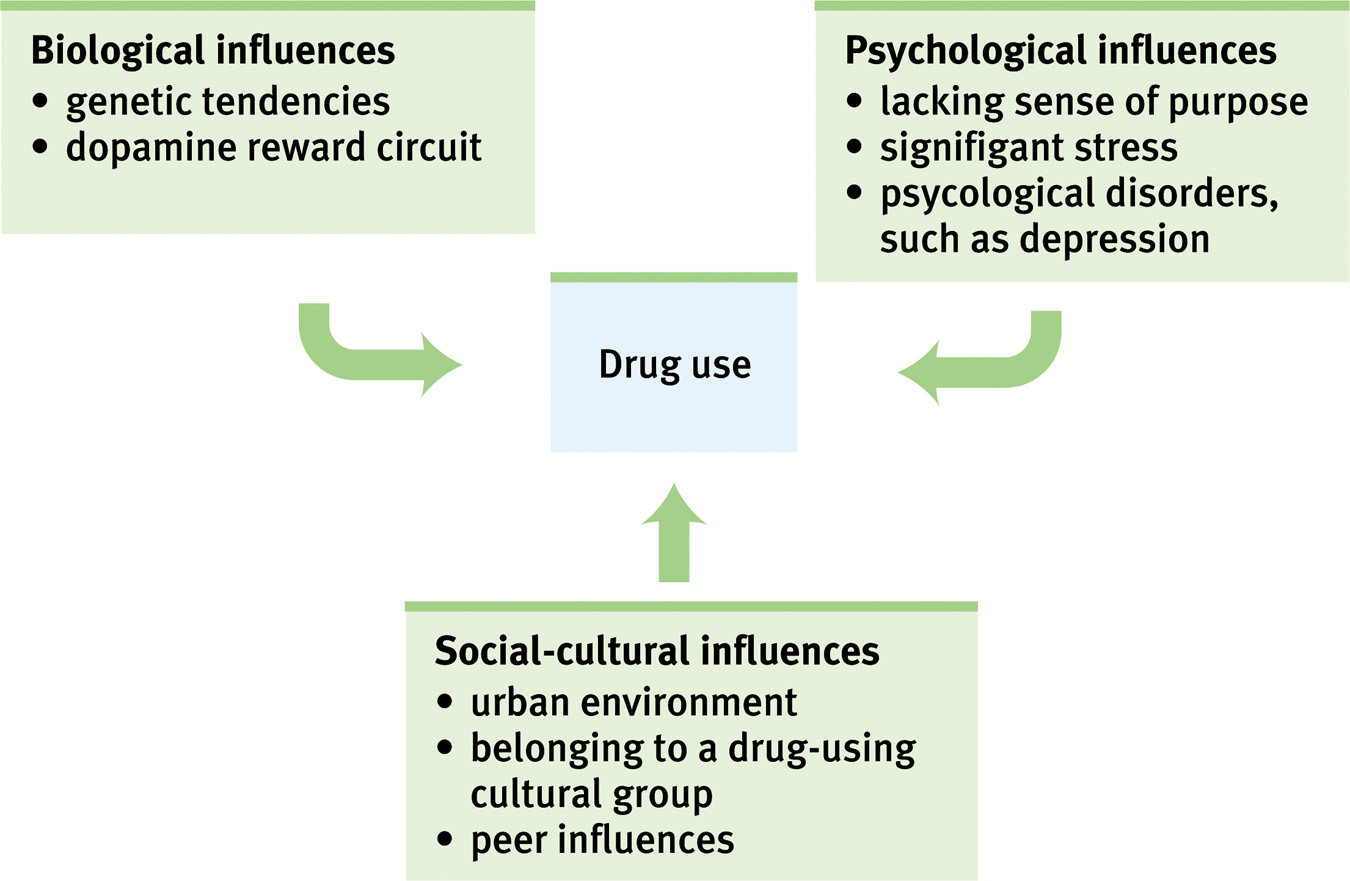 Biological influences
• genetic tendencies
• dopamine reward circuit
Psychological influences
• lacking sense of purpose
• signifigant stress
• psycological disorders,
such as depression
Drug use
Social-cultural influences
• urban environment
• belonging to a drug-using
cultural group
• peer influences